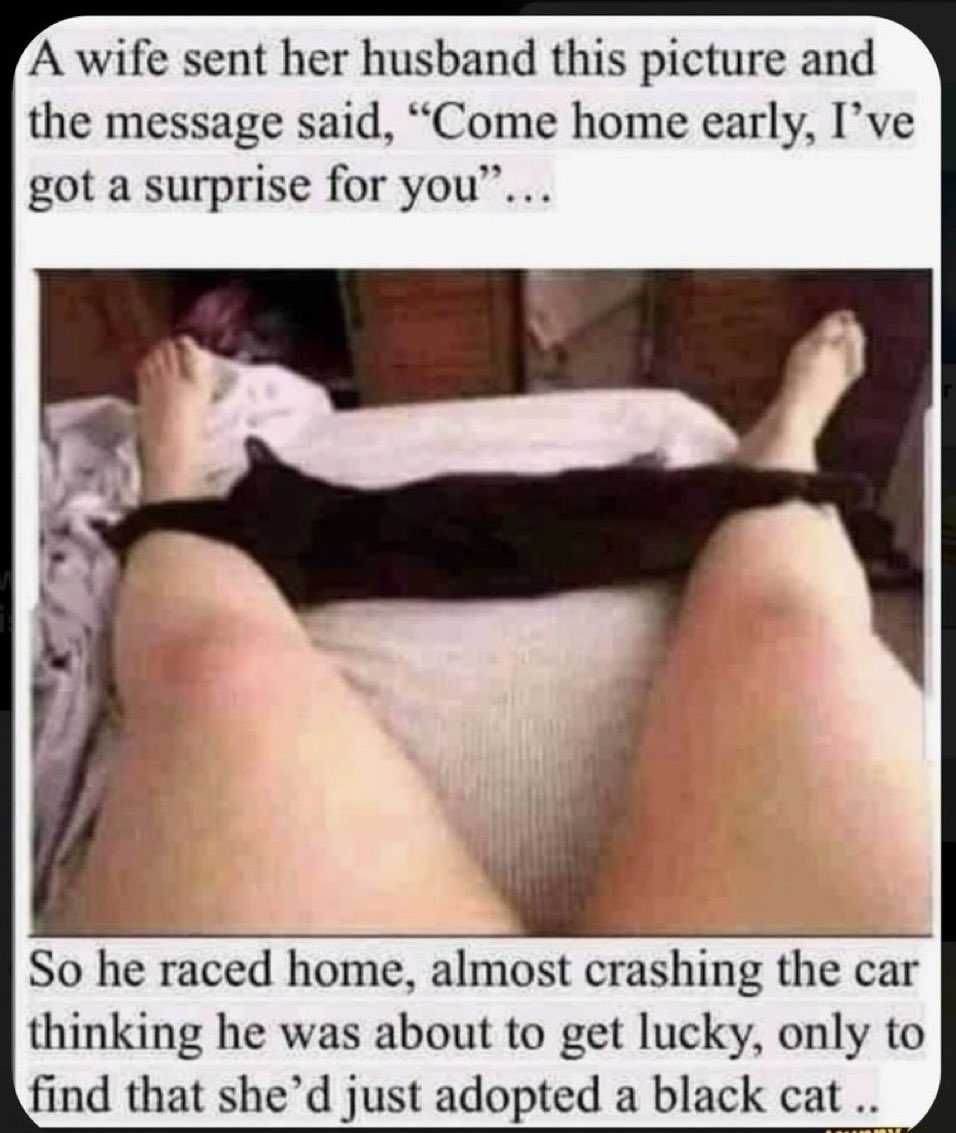 A wife sent her husband this picture and
the message said, “Come home early, I’ve
got a surprise for you”...
So he raced home, almost crashing the car
thinking he was about to get lucky, only to
find that she’d just adopted a black cat ..